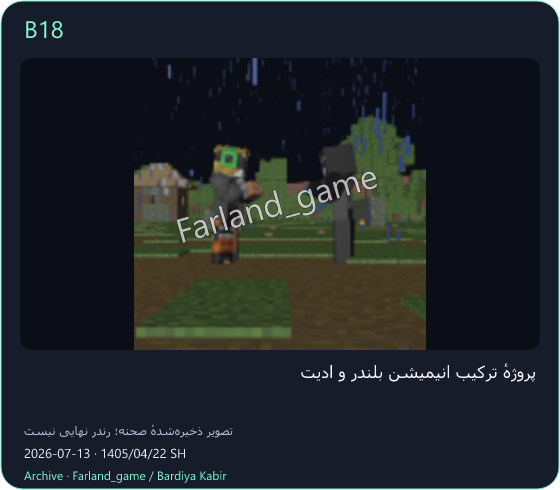 B18
Farland_game
پروژهٔ ترکیب انیمیشن بلندر و ادیت
تصویر ذخیره‌شدهٔ صحنه؛ رندر نهایی نیست
2026-07-13 · 1405/04/22 SH
Archive · Farland_game / Bardiya Kabir